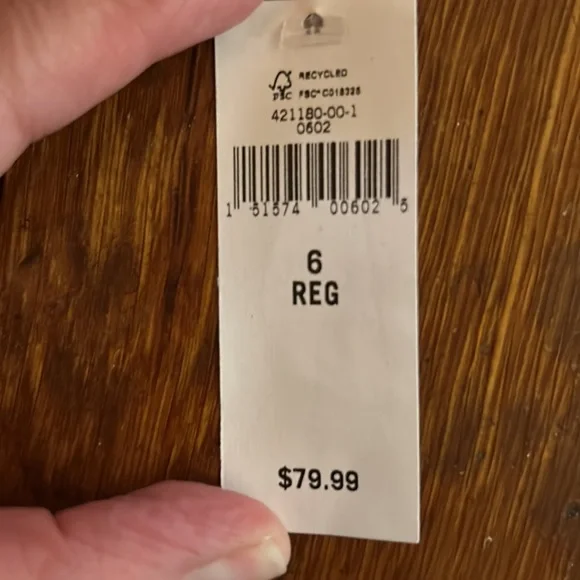 RECYCLED
FSC FSC® C018325
421180-00-1
0602
1 51574 00602 5
6
REG
$79.99